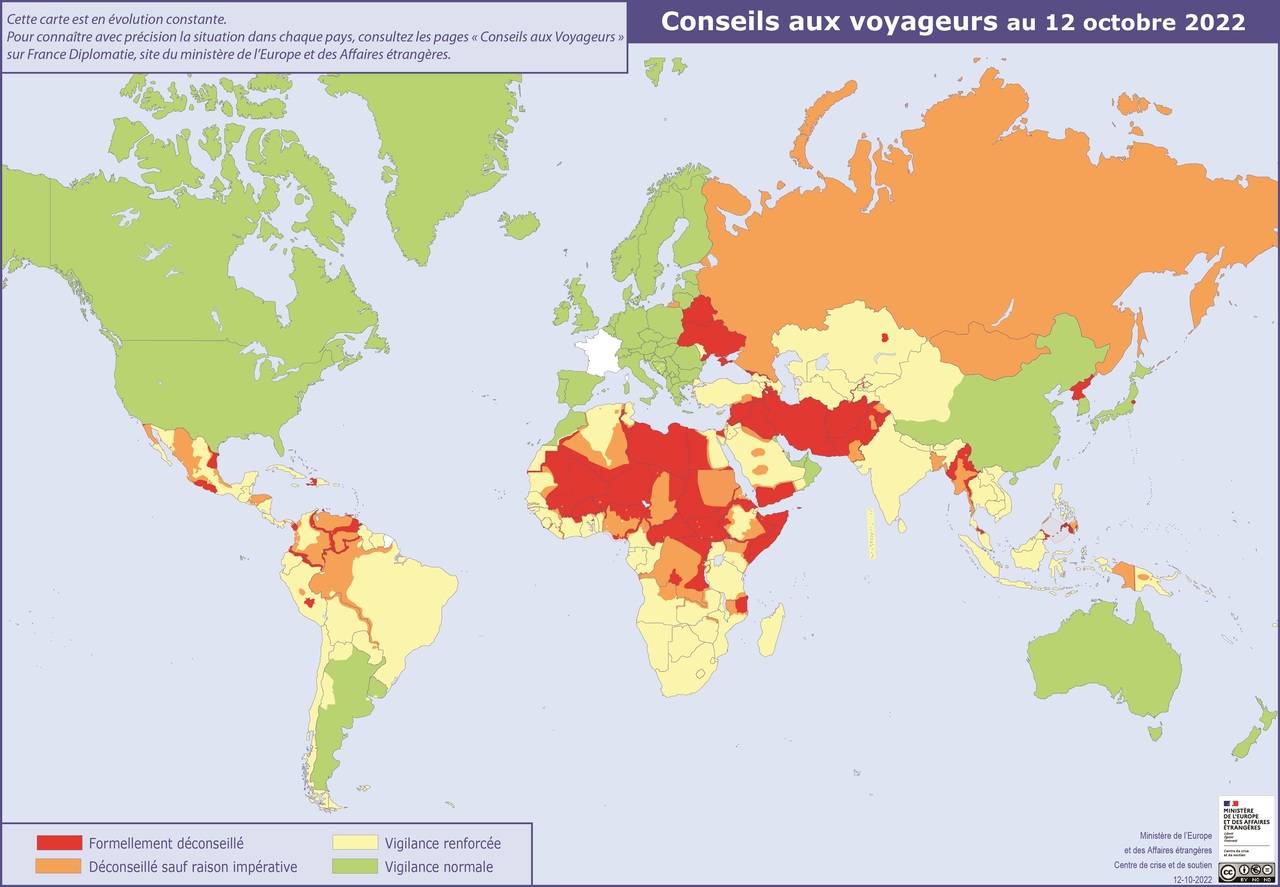 Cette carte est en évolution constante.
Pour connaître avec précision la situation dans chaque pays, consultez les pages « Conseils aux Voyageurs »
sur France Diplomatie, site du ministère de l'Europe et des Affaires étrangères.
Conseils aux voyageurs au 12 octobre 2022
Formellement déconseillé
Déconseillé sauf raison impérative
Vigilance renforcée
Vigilance normale
Ministère de l'Europe
et des Affaires étrangères
Centre de crise et de soutien
12-10-2022
MINISTÈRE
DE L'EUROPE
ET DES AFFAIRES
ÉTRANGÈRES
Liberté
Égalité
Fraternité
Centre de crise
et de soutien
cc
BY NC ND